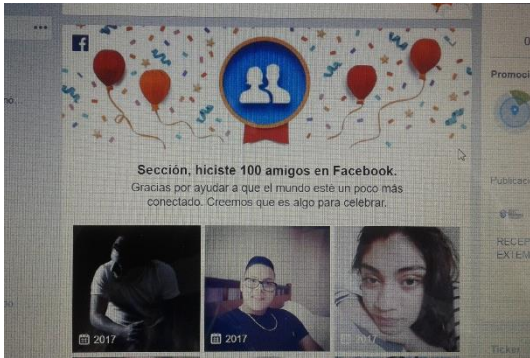 Promoci
Sección, hiciste 100 amigos en Facebook.
Gracias por ayudar a que el mundo esté un poco más
conectado. Creemos que es algo para celebrar.
Publicac
RECEP
EXTEM
2017
2017
2017
Ticker